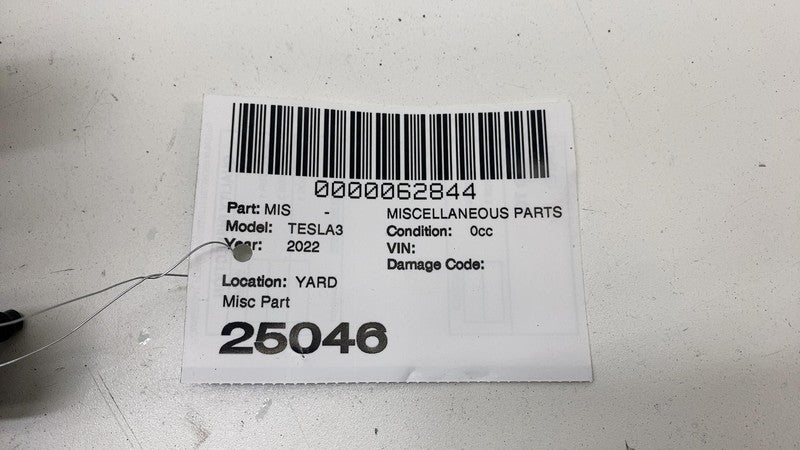 0000062844
Part: MIS - MISCELLANEOUS PARTS
Model: TESLA3 Condition: 0cc
Year: 2022 VIN:
Damage Code:
Location: YARD
Misc Part
25046